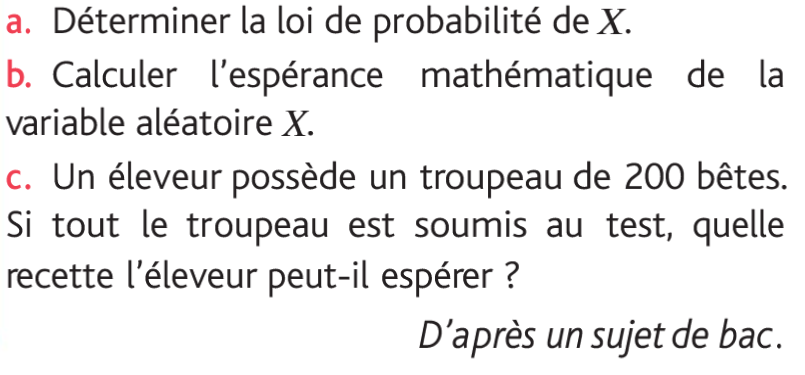 a. Déterminer la loi de probabilité de X.
b. Calculer l'espérance mathématique de la
variable aléatoire X.
c. Un éleveur possède un troupeau de 200 bêtes.
Si tout le troupeau est soumis au test, quelle
recette l'éleveur peut-il espérer ?
D'après un sujet de bac.